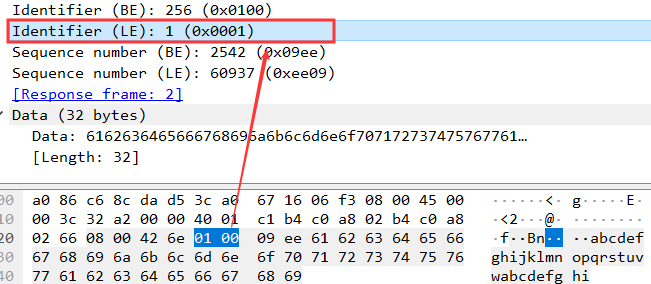 Identifier (BE): 256 (0x0100)
Identifier (LE): 1 (0x0001)
Sequence number (BE): 2542 (0x09ee)
Sequence number (LE): 60937 (0xee09)
[Response frame: 2]
Data (32 bytes)
Data: 6162636465666768696a6b6c6d6e6f7071727374757677​61…
[Length: 32]
00 a0 86 c6 8c da d5 3c a0 67 16 06 f3 08 00 45 00 ······<· g·····E·
10 00 3c 32 a2 00 00 40 01 c1 b4 c0 a8 02 b4 c0 a8 ·<2···@· ········
20 02 66 08 00 42 6e 01 00 09 ee 61 62 63 64 65 66 ·f··Bn·· ··abcdef
30 67 68 69 6a 6b 6c 6d 6e 6f 70 71 72 73 74 75 76 ghijklmn opqrstuv
40 77 61 62 63 64 65 66 67 68 69 wabcdefg hi